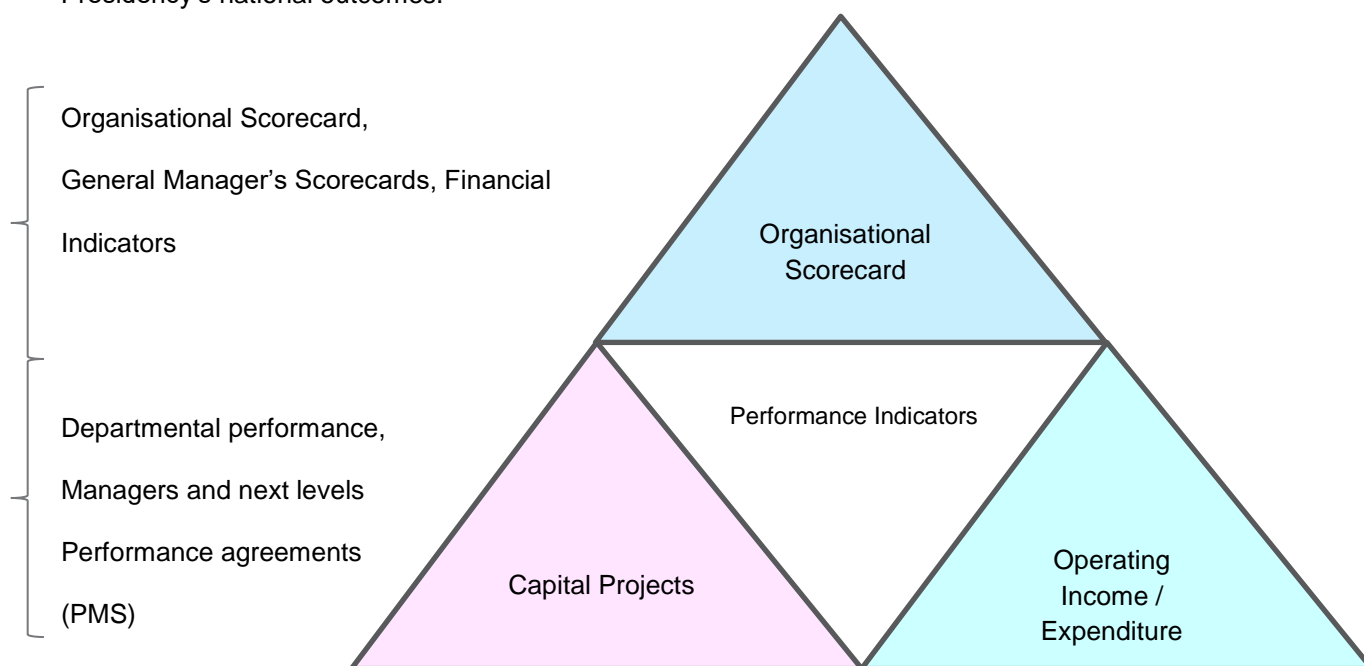 Presidency's national outcomes.
Organisational Scorecard,
General Manager's Scorecards, Financial
Indicators
Organisational
Scorecard
Departmental performance,
Managers and next levels
Performance agreements
(PMS)
Performance Indicators
Capital Projects
Operating
Income /
Expenditure